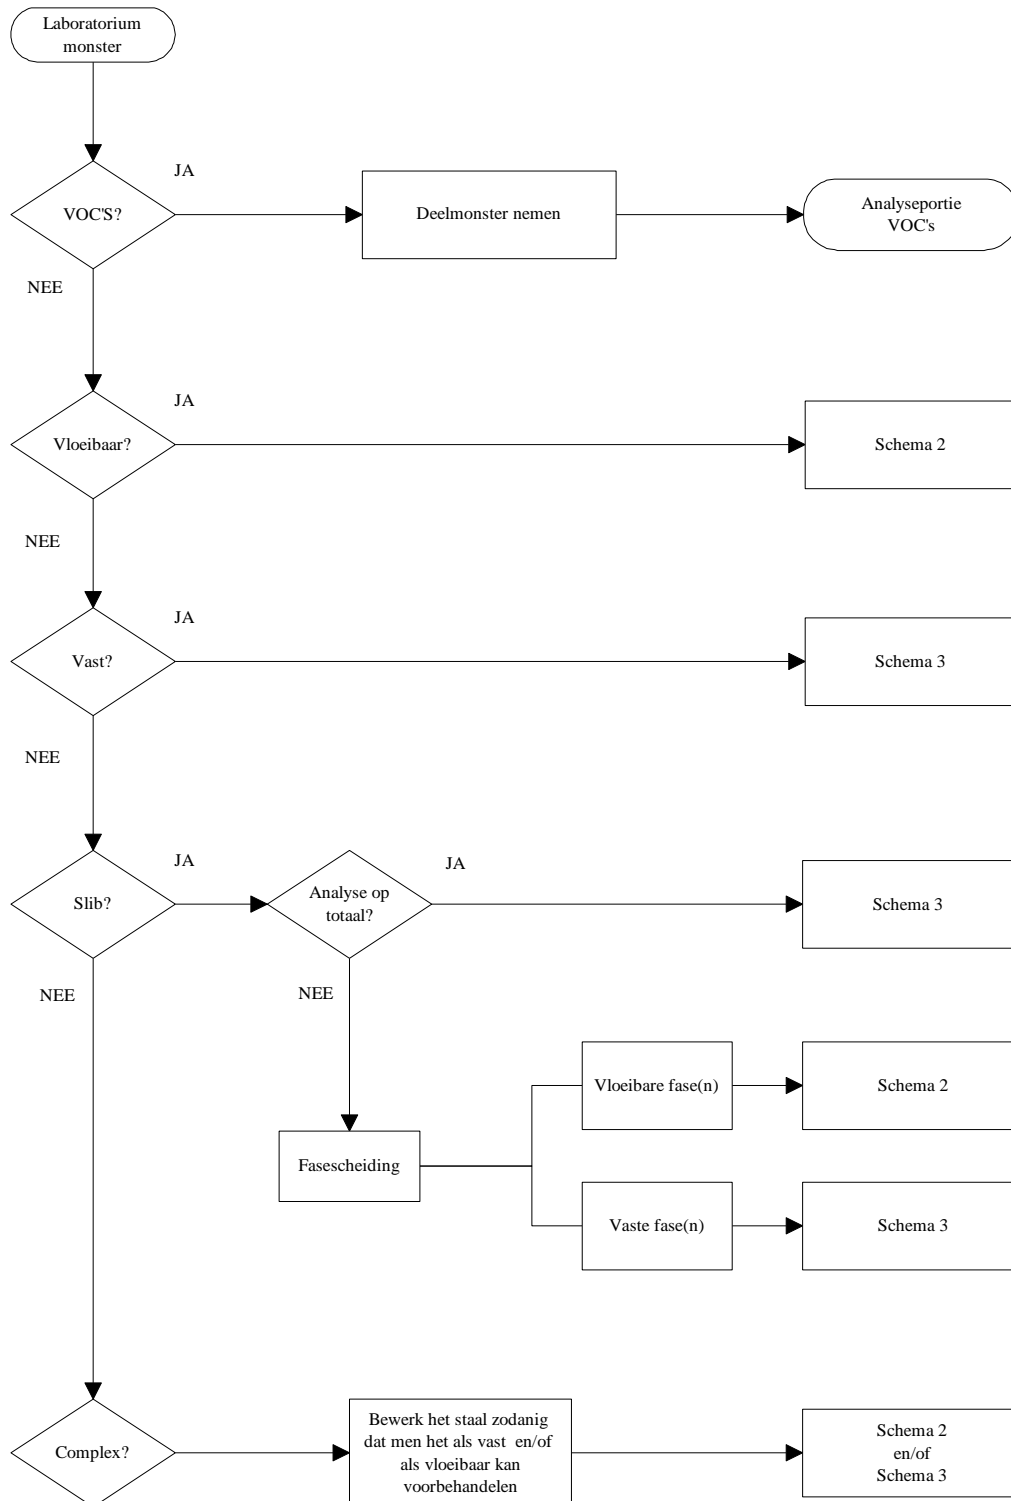 Laboratorium
monster
JA
VOC'S?
Deelmonster nemen
Analyseportie
VOC's
NEE
JA
Vloeibaar?
Schema 2
NEE
JA
Vast?
Schema 3
NEE
JA
Slib?
Analyse op
totaal?
JA
Schema 3
NEE
NEE
Vloeibare fase(n)
Schema 2
Fasescheiding
Vaste fase(n)
Schema 3
Complex?
Bewerk het staal zodanig
dat men het als vast en/of
als vloeibaar kan
voorbehandelen
Schema 2
en/of
Schema 3